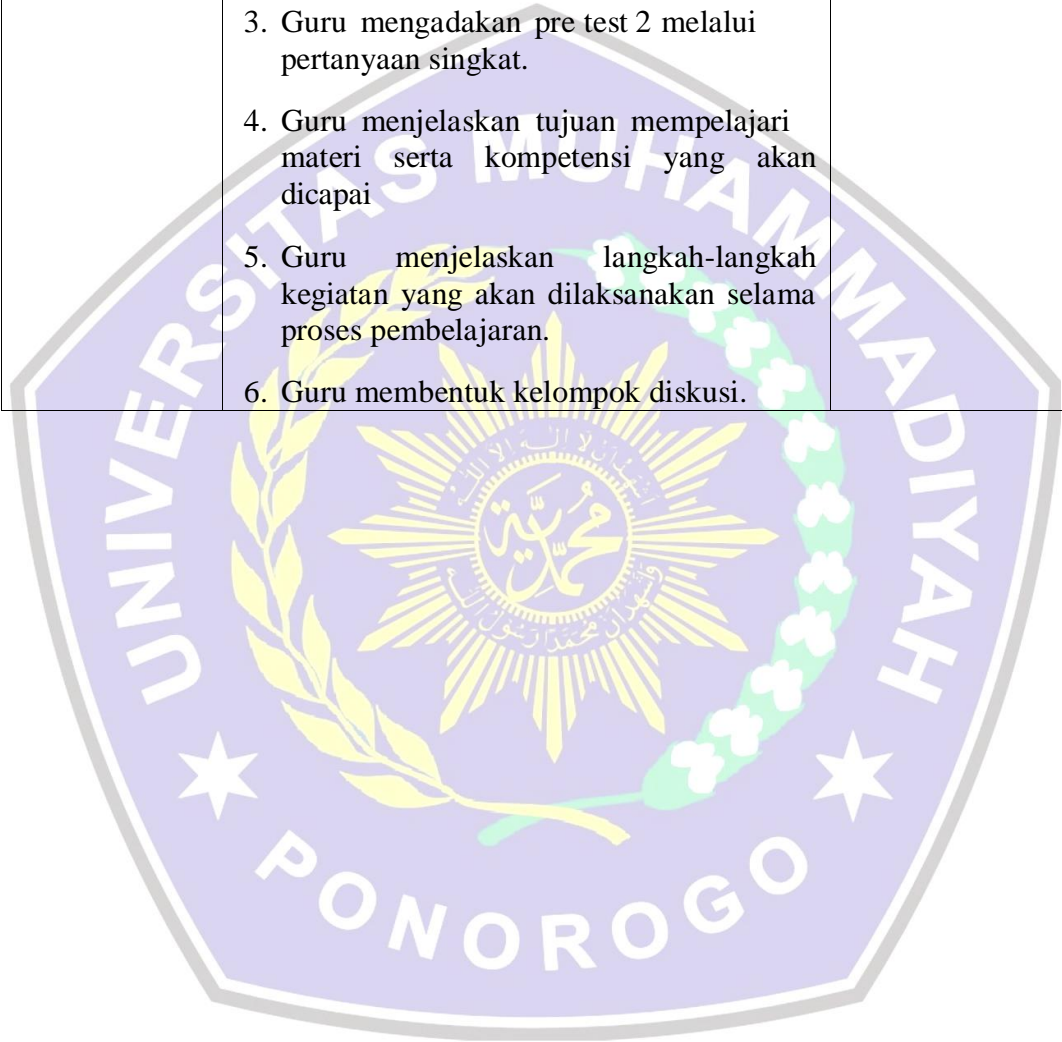 3. Guru mengadakan pre test 2 melalui
pertanyaan singkat.
4. Guru menjelaskan tujuan mempelajari
materi serta kompetensi yang akan
dicapai
5. Guru menjelaskan langkah-langkah
kegiatan yang akan dilaksanakan selama
proses pembelajaran.
6. Guru membentuk kelompok diskusi.
UNIVERSITAS MUHAMMADIYAH
PONOROGO
محمدية